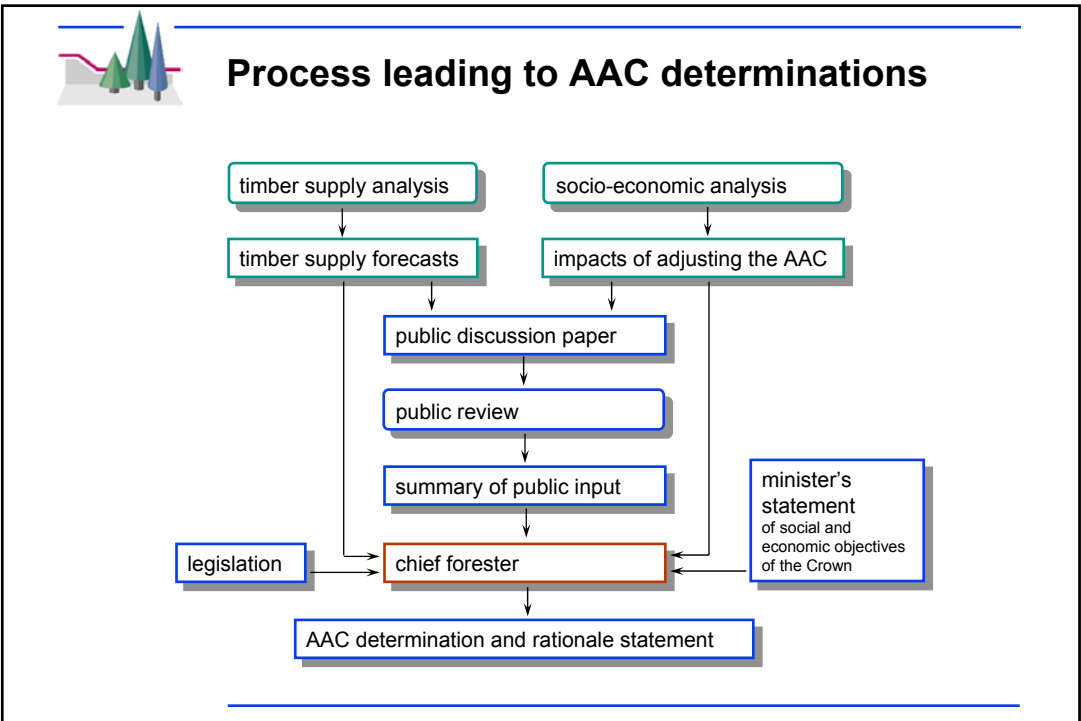 Process leading to AAC determinations
timber supply analysis
socio-economic analysis
timber supply forecasts
impacts of adjusting the AAC
public discussion paper
public review
summary of public input
minister's
statement
of social and
economic objectives
of the Crown
legislation
chief forester
AAC determination and rationale statement